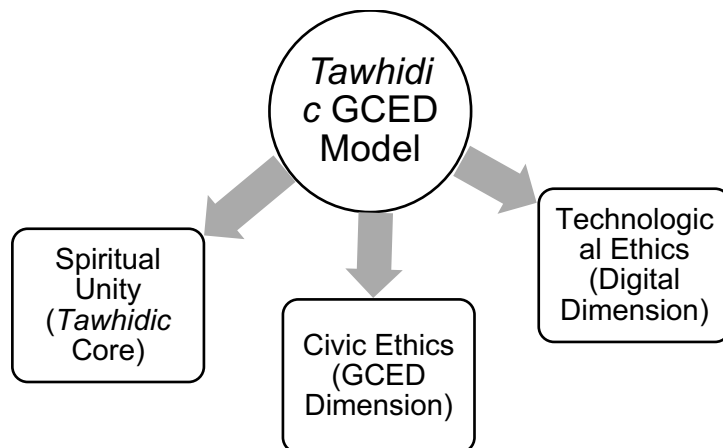 Tawhidi
c GCED
Model
Spiritual
Unity
(Tawhidic
Core)
Civic Ethics
(GCED
Dimension)
Technologic
al Ethics
(Digital
Dimension)